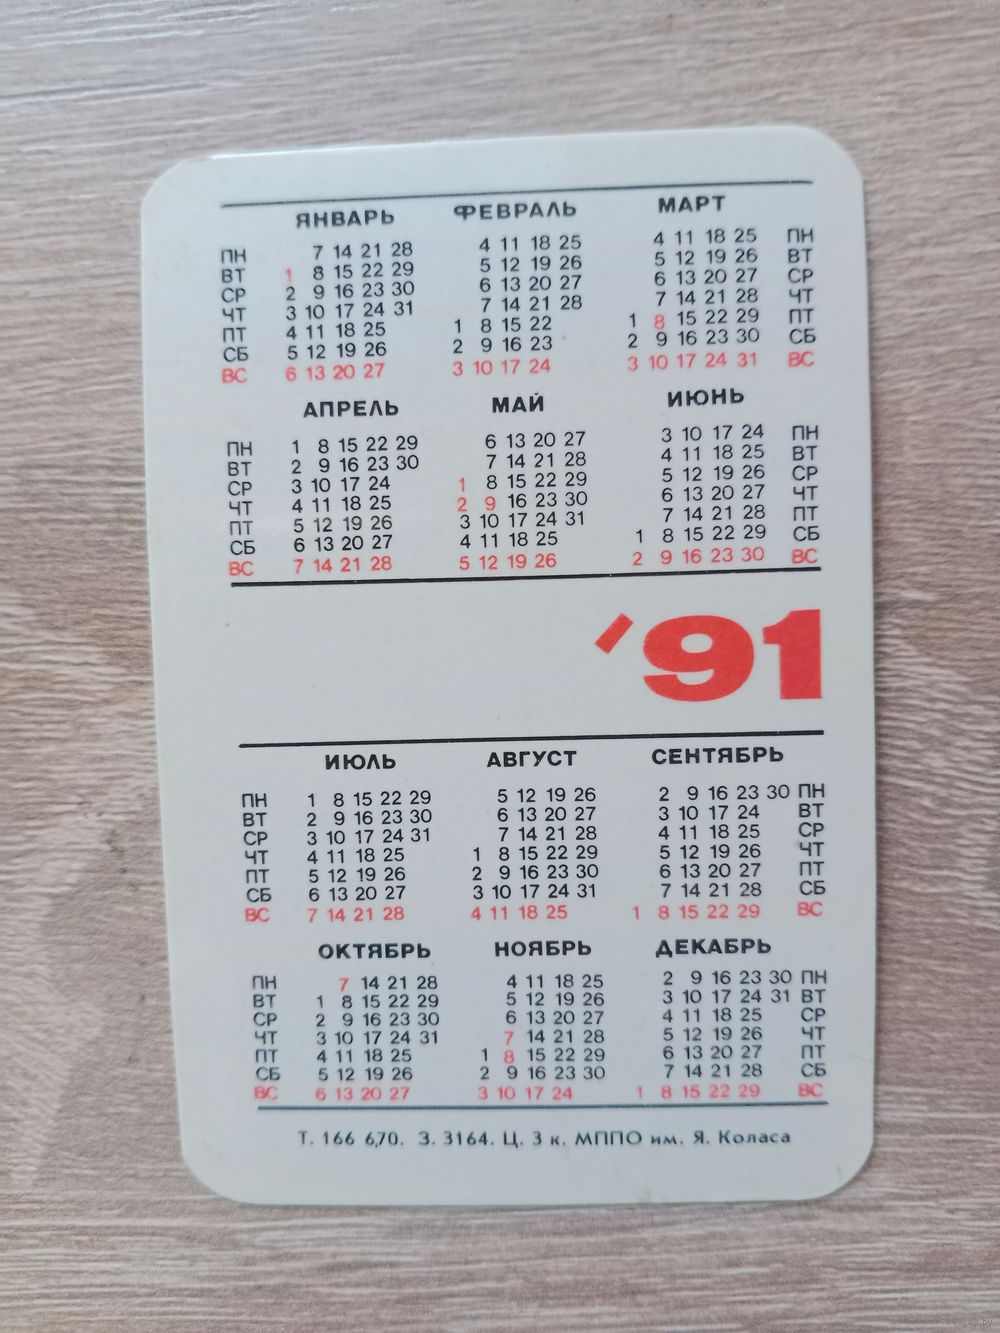 ЯНВАРЬ ФЕВРАЛЬ МАРТ
ПН 7 14 21 28 4 11 18 25 4 11 18 25 ПН
ВТ 1 8 15 22 29 5 12 19 26 5 12 19 26 ВТ
СР 2 9 16 23 30 6 13 20 27 6 13 20 27 СР
ЧТ 3 10 17 24 31 7 14 21 28 7 14 21 28 ЧТ
ПТ 4 11 18 25 1 8 15 22 1 8 15 22 29 ПТ
СБ 5 12 19 26 2 9 16 23 2 9 16 23 30 СБ
ВС 6 13 20 27 3 10 17 24 3 10 17 24 31 ВС
АПРЕЛЬ МАЙ ИЮНЬ
ПН 1 8 15 22 29 6 13 20 27 3 10 17 24 ПН
ВТ 2 9 16 23 30 7 14 21 28 4 11 18 25 ВТ
СР 3 10 17 24 1 8 15 22 29 5 12 19 26 СР
ЧТ 4 11 18 25 2 9 16 23 30 6 13 20 27 ЧТ
ПТ 5 12 19 26 3 10 17 24 31 7 14 21 28 ПТ
СБ 6 13 20 27 4 11 18 25 1 8 15 22 29 СБ
ВС 7 14 21 28 5 12 19 26 2 9 16 23 30 ВС
'91
ИЮЛЬ АВГУСТ СЕНТЯБРЬ
ПН 1 8 15 22 29 5 12 19 26 2 9 16 23 30 ПН
ВТ 2 9 16 23 30 6 13 20 27 3 10 17 24 ВТ
СР 3 10 17 24 31 7 14 21 28 4 11 18 25 СР
ЧТ 4 11 18 25 1 8 15 22 29 5 12 19 26 ЧТ
ПТ 5 12 19 26 2 9 16 23 30 6 13 20 27 ПТ
СБ 6 13 20 27 3 10 17 24 31 7 14 21 28 СБ
ВС 7 14 21 28 4 11 18 25 1 8 15 22 29 ВС
ОКТЯБРЬ НОЯБРЬ ДЕКАБРЬ
ПН 7 14 21 28 4 11 18 25 2 9 16 23 30 ПН
ВТ 1 8 15 22 29 5 12 19 26 3 10 17 24 31 ВТ
СР 2 9 16 23 30 6 13 20 27 4 11 18 25 СР
ЧТ 3 10 17 24 31 7 14 21 28 5 12 19 26 ЧТ
ПТ 4 11 18 25 1 8 15 22 29 6 13 20 27 ПТ
СБ 5 12 19 26 2 9 16 23 30 7 14 21 28 СБ
ВС 6 13 20 27 3 10 17 24 1 8 15 22 29 ВС
Т. 166 6,70. З. 3164. Ц. 3 к. МППО им. Я. Коласа